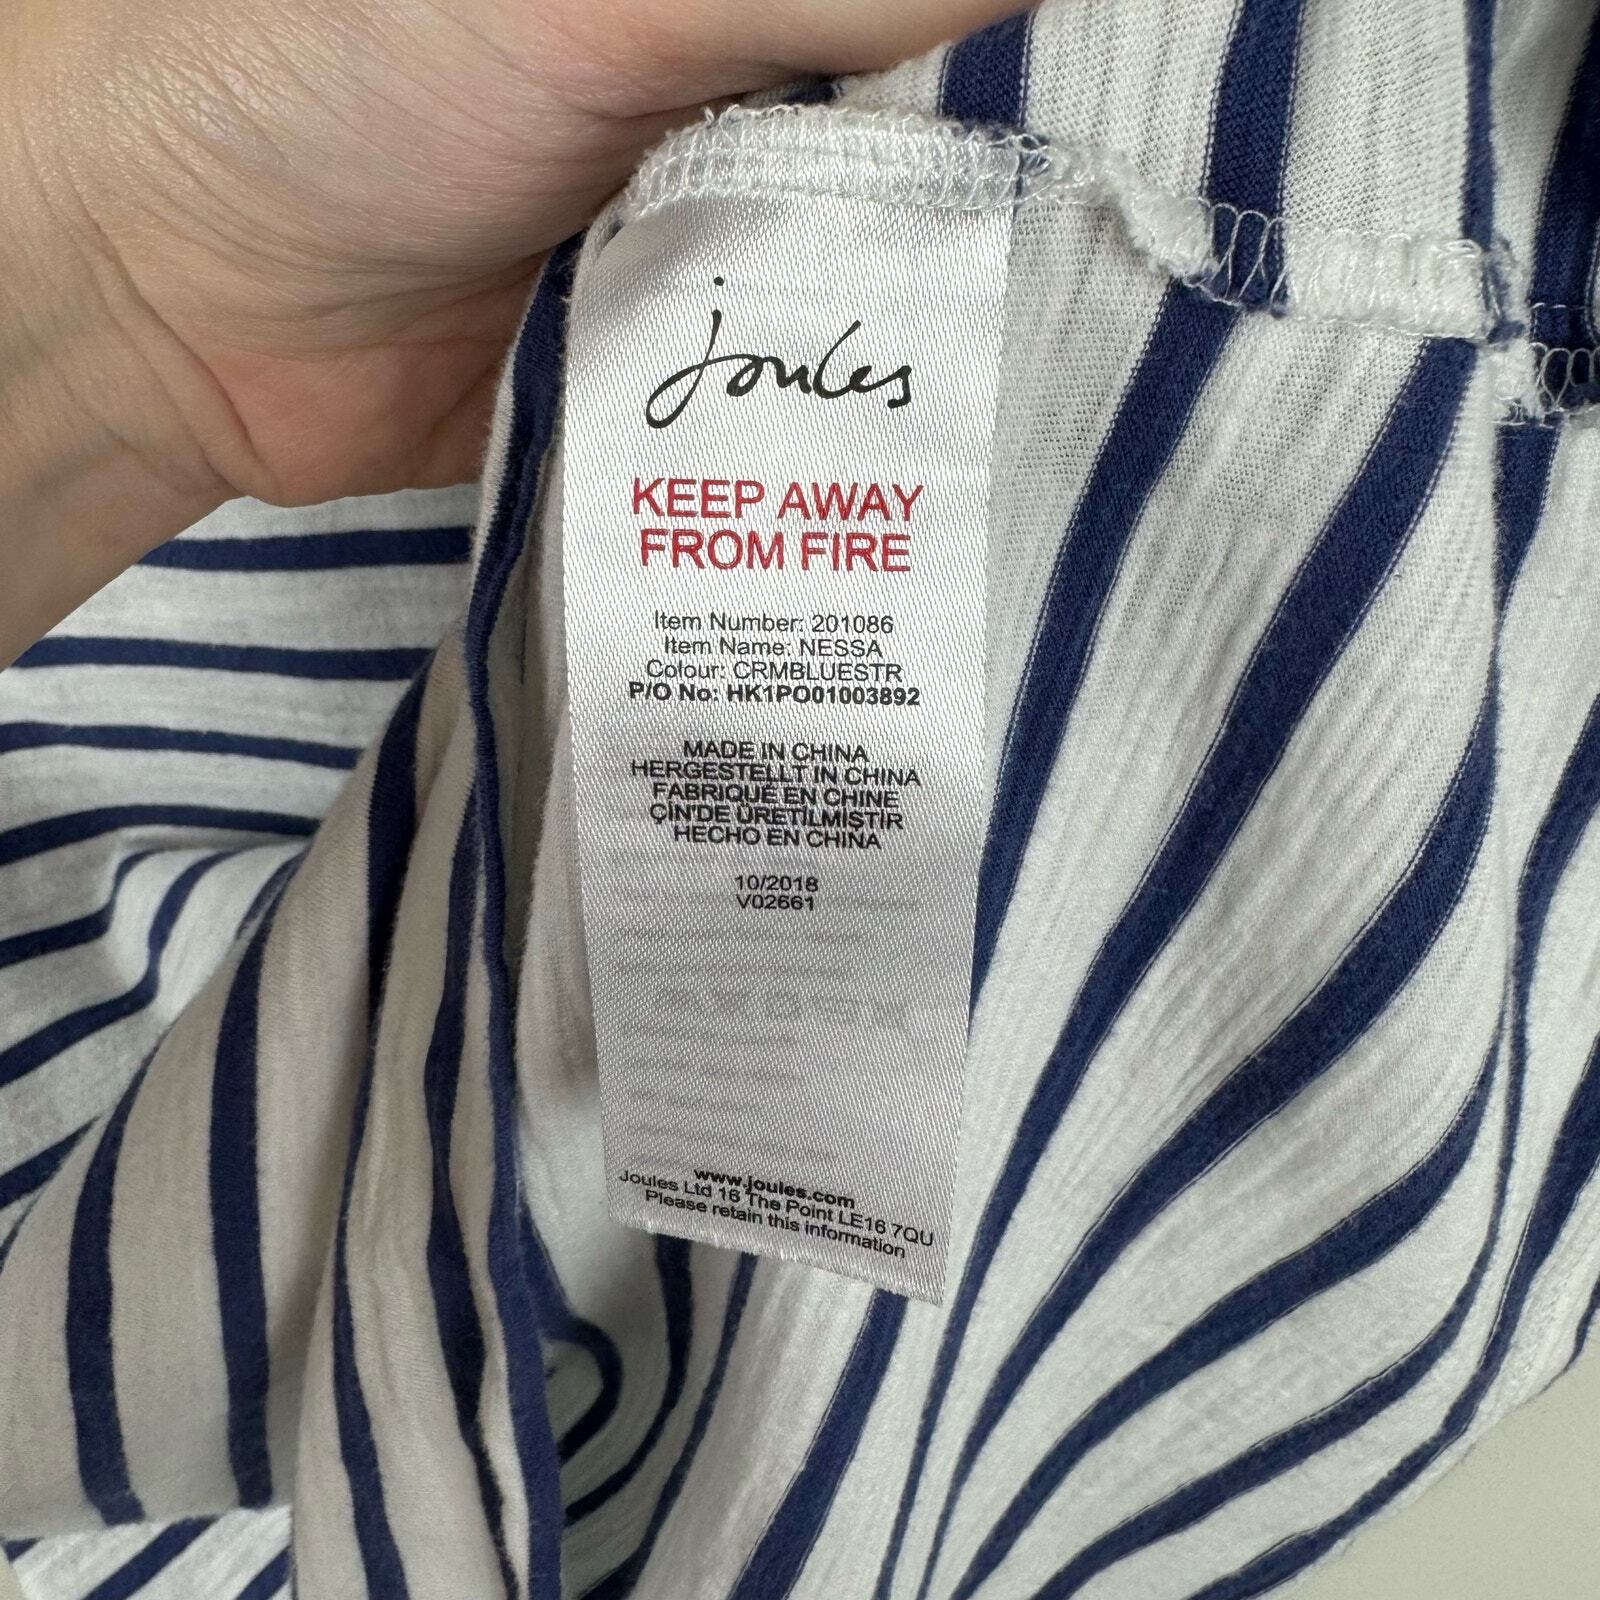 joules
KEEP AWAY
FROM FIRE
Item Number: 201086
Item Name: NESSA
Colour: CRMBLUESTR
P/O No: HK1PO01003892
MADE IN CHINA
HERGESTELLT IN CHINA
FABRIQUÉ EN CHINE
ÇIN'DE ÜRETILMISTIR
HECHO EN CHINA
10/2018
V02661
www.joules.com
Joules Ltd 16 The Point LE16 7QU
Please retain this information